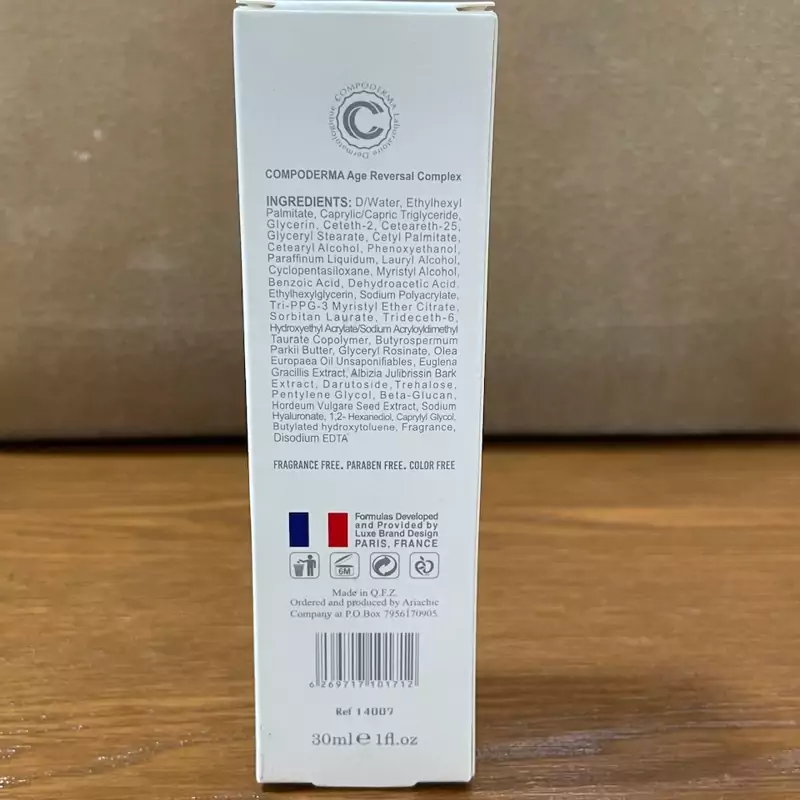 COMPODERMA Laboratoire Dermatologique
C
COMPODERMA Age Reversal Complex
INGREDIENTS: D/Water, Ethylhexyl
Palmitate, Caprylic/Capric Triglyceride,
Glycerin, Ceteth-2, Ceteareth-25,
Glyceryl Stearate, Cetyl Palmitate,
Cetearyl Alcohol, Phenoxyethanol,
Paraffinum Liquidum, Lauryl Alcohol,
Cyclopentasiloxane, Myristyl Alcohol,
Benzoic Acid, Dehydroacetic Acid.
Ethylhexylglycerin, Sodium Polyacrylate,
Tri-PPG-3 Myristyl Ether Citrate,
Sorbitan Laurate, Trideceth-6,
Hydroxyethyl Acrylate/Sodium Acryloyldimethyl
Taurate Copolymer, Butyrospermum
Parkii Butter, Glyceryl Rosinate, Olea
Europaea Oil Unsaponifiables, Euglena
Gracillis Extract, Albizia Julibrissin Bark
Extract, Darutoside, Trehalose,
Pentylene Glycol, Beta-Glucan,
Hordeum Vulgare Seed Extract, Sodium
Hyaluronate, 1,2- Hexanediol, Caprylyl Glycol,
Butylated hydroxytoluene, Fragrance,
Disodium EDTA
FRAGRANCE FREE. PARABEN FREE. COLOR FREE
Formulas Developed
and Provided by
Luxe Brand Design
PARIS, FRANCE
6M
Made in Q.F.Z.
Ordered and produced by Ariachic
Company at P.O.Box 7956170905.
6 269717 101712
Ref 14007
30ml e 1fl.oz